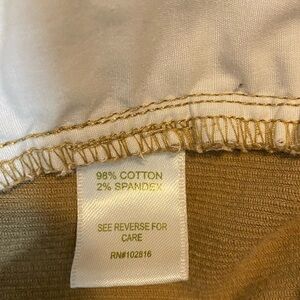 98% COTTON
2% SPANDEX
SEE REVERSE FOR
CARE
RN#102816